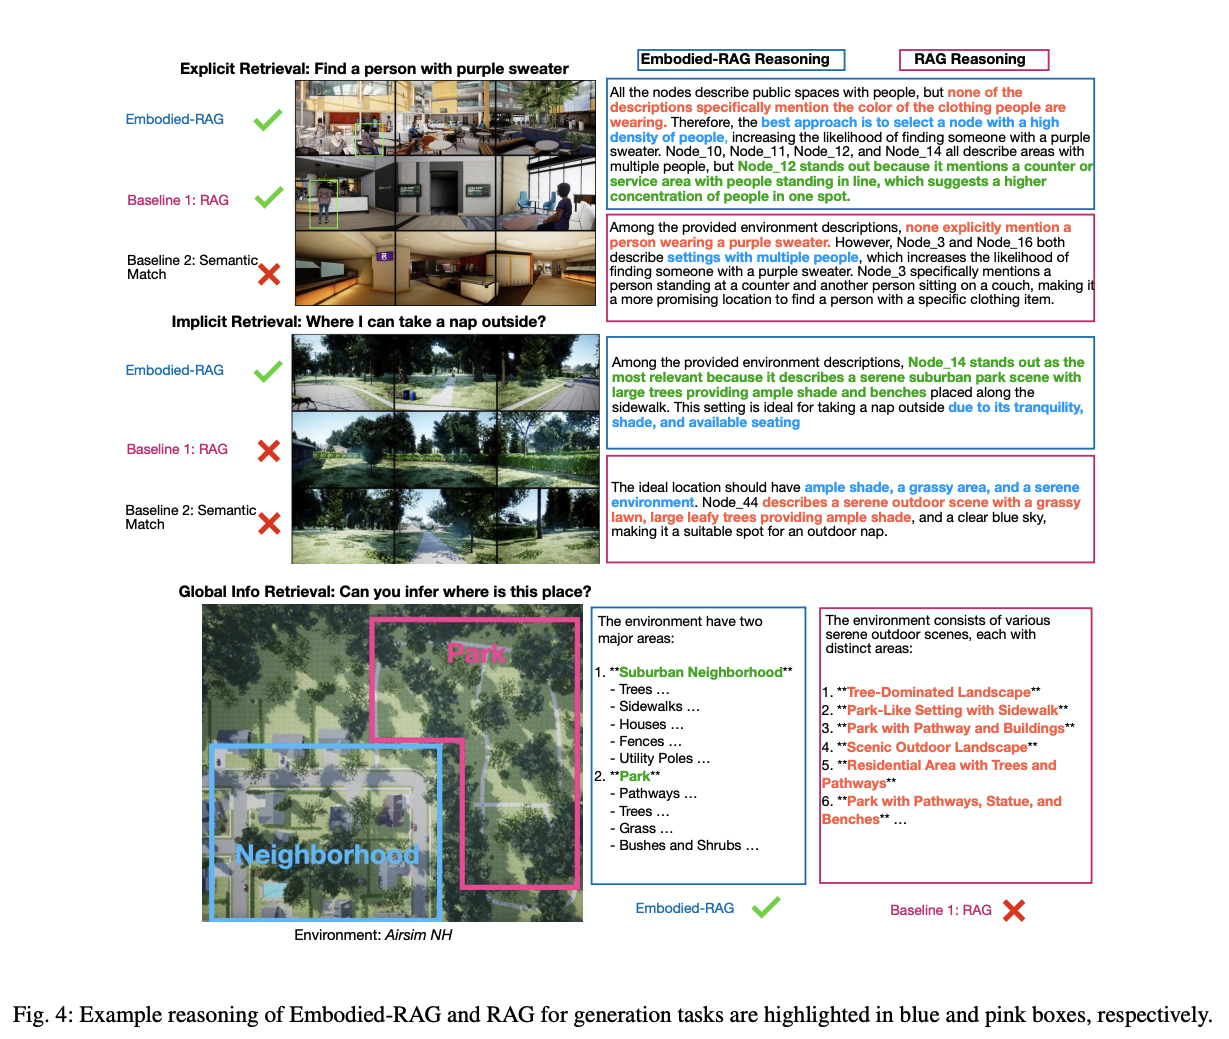 Embodied-RAG Reasoning
RAG Reasoning
Explicit Retrieval: Find a person with purple sweater
Embodied-RAG
Baseline 1: RAG
Baseline 2: Semantic
Match
R
All the nodes describe public spaces with people, but none of the
descriptions specifically mention the color of the clothing people are
wearing. Therefore, the best approach is to select a node with a high
density of people, increasing the likelihood of finding someone with a purple
sweater. Node_10, Node_11, Node_12, and Node_14 all describe areas with
multiple people, but Node_12 stands out because it mentions a counter or
service area with people standing in line, which suggests a higher
concentration of people in one spot.
Among the provided environment descriptions, none explicitly mention a
person wearing a purple sweater. However, Node_3 and Node_16 both
describe settings with multiple people, which increases the likelihood of
finding someone with a purple sweater. Node_3 specifically mentions a
person standing at a counter and another person sitting on a couch, making it
a more promising location to find a person with a specific clothing item.
Implicit Retrieval: Where I can take a nap outside?
Embodied-RAG
Baseline 1: RAG
Baseline 2: Semantic
Match
Among the provided environment descriptions, Node_14 stands out as the
most relevant because it describes a serene suburban park scene with
large trees providing ample shade and benches placed along the
sidewalk. This setting is ideal for taking a nap outside due to its tranquility,
shade, and available seating
The ideal location should have ample shade, a grassy area, and a serene
environment. Node_44 describes a serene outdoor scene with a grassy
lawn, large leafy trees providing ample shade, and a clear blue sky,
making it a suitable spot for an outdoor nap.
Global Info Retrieval: Can you infer where is this place?
Park
Neighborhood
Environment: Airsim NH
The environment have two
major areas:
1. **Suburban Neighborhood**
- Trees ...
- Sidewalks ...
- Houses ...
- Fences ...
- Utility Poles ...
2. **Park**
- Pathways ...
- Trees ...
- Grass ...
- Bushes and Shrubs ...
Embodied-RAG
The environment consists of various
serene outdoor scenes, each with
distinct areas:
1. **Tree-Dominated Landscape**
2. **Park-Like Setting with Sidewalk**
3. **Park with Pathway and Buildings**
4. **Scenic Outdoor Landscape**
5. **Residential Area with Trees and
Pathways**
6. **Park with Pathways, Statue, and
Benches** ...
Baseline 1: RAG
Fig. 4: Example reasoning of Embodied-RAG and RAG for generation tasks are highlighted in blue and pink boxes, respectively.